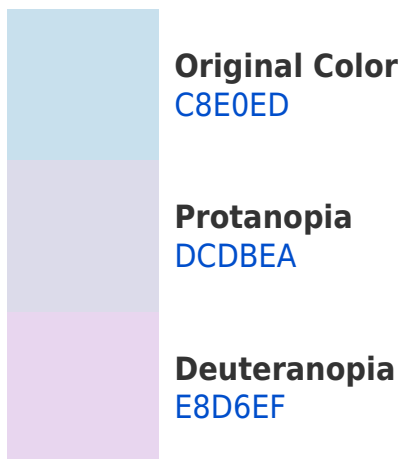 Original Color
C8E0ED
Protanopia
DCDBEA
Deuteranopia
E8D6EF